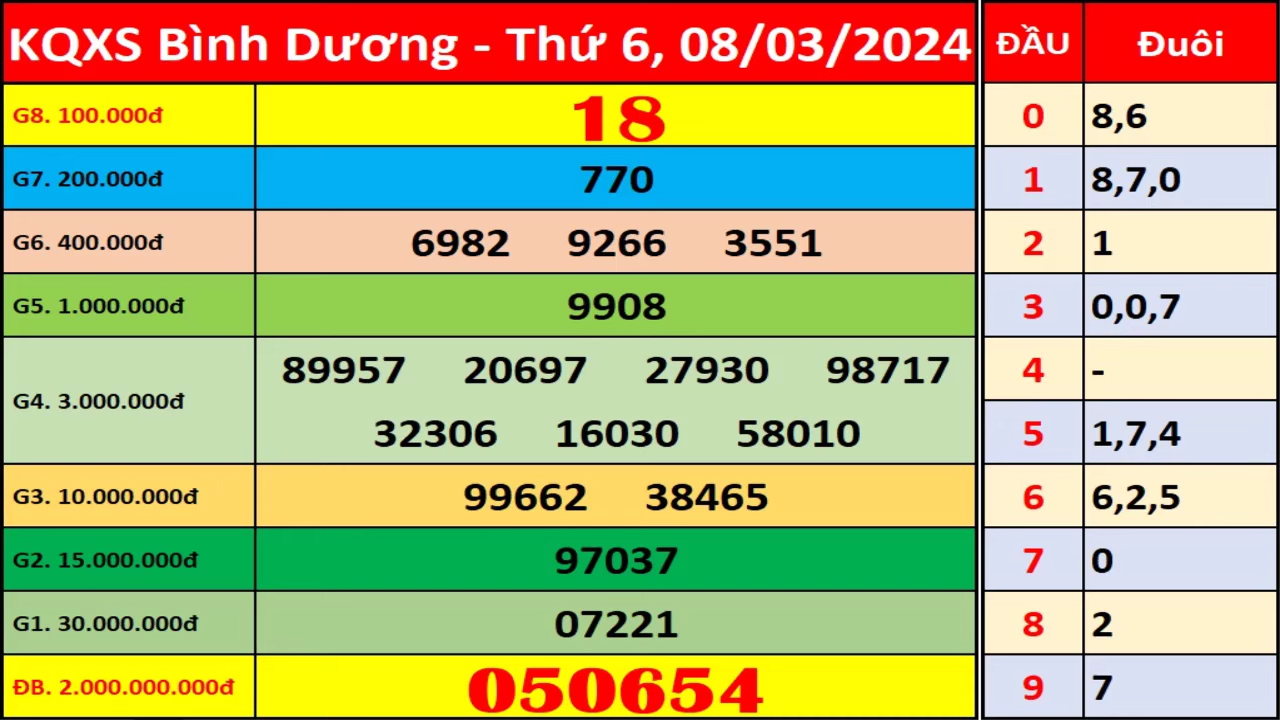 KQXS Bình Dương - Thứ 6, 08/03/2024
G8. 100.000đ 18
G7. 200.000đ 770
G6. 400.000đ 6982 9266 3551
G5. 1.000.000đ 9908
G4. 3.000.000đ 89957 20697 27930 98717
32306 16030 58010
G3. 10.000.000đ 99662 38465
G2. 15.000.000đ 97037
G1. 30.000.000đ 07221
ĐB. 2.000.000.000đ 050654
ĐẦU Đuôi
0 8,6
1 8,7,0
2 1
3 0,0,7
4 -
5 1,7,4
6 6,2,5
7 0
8 2
9 7